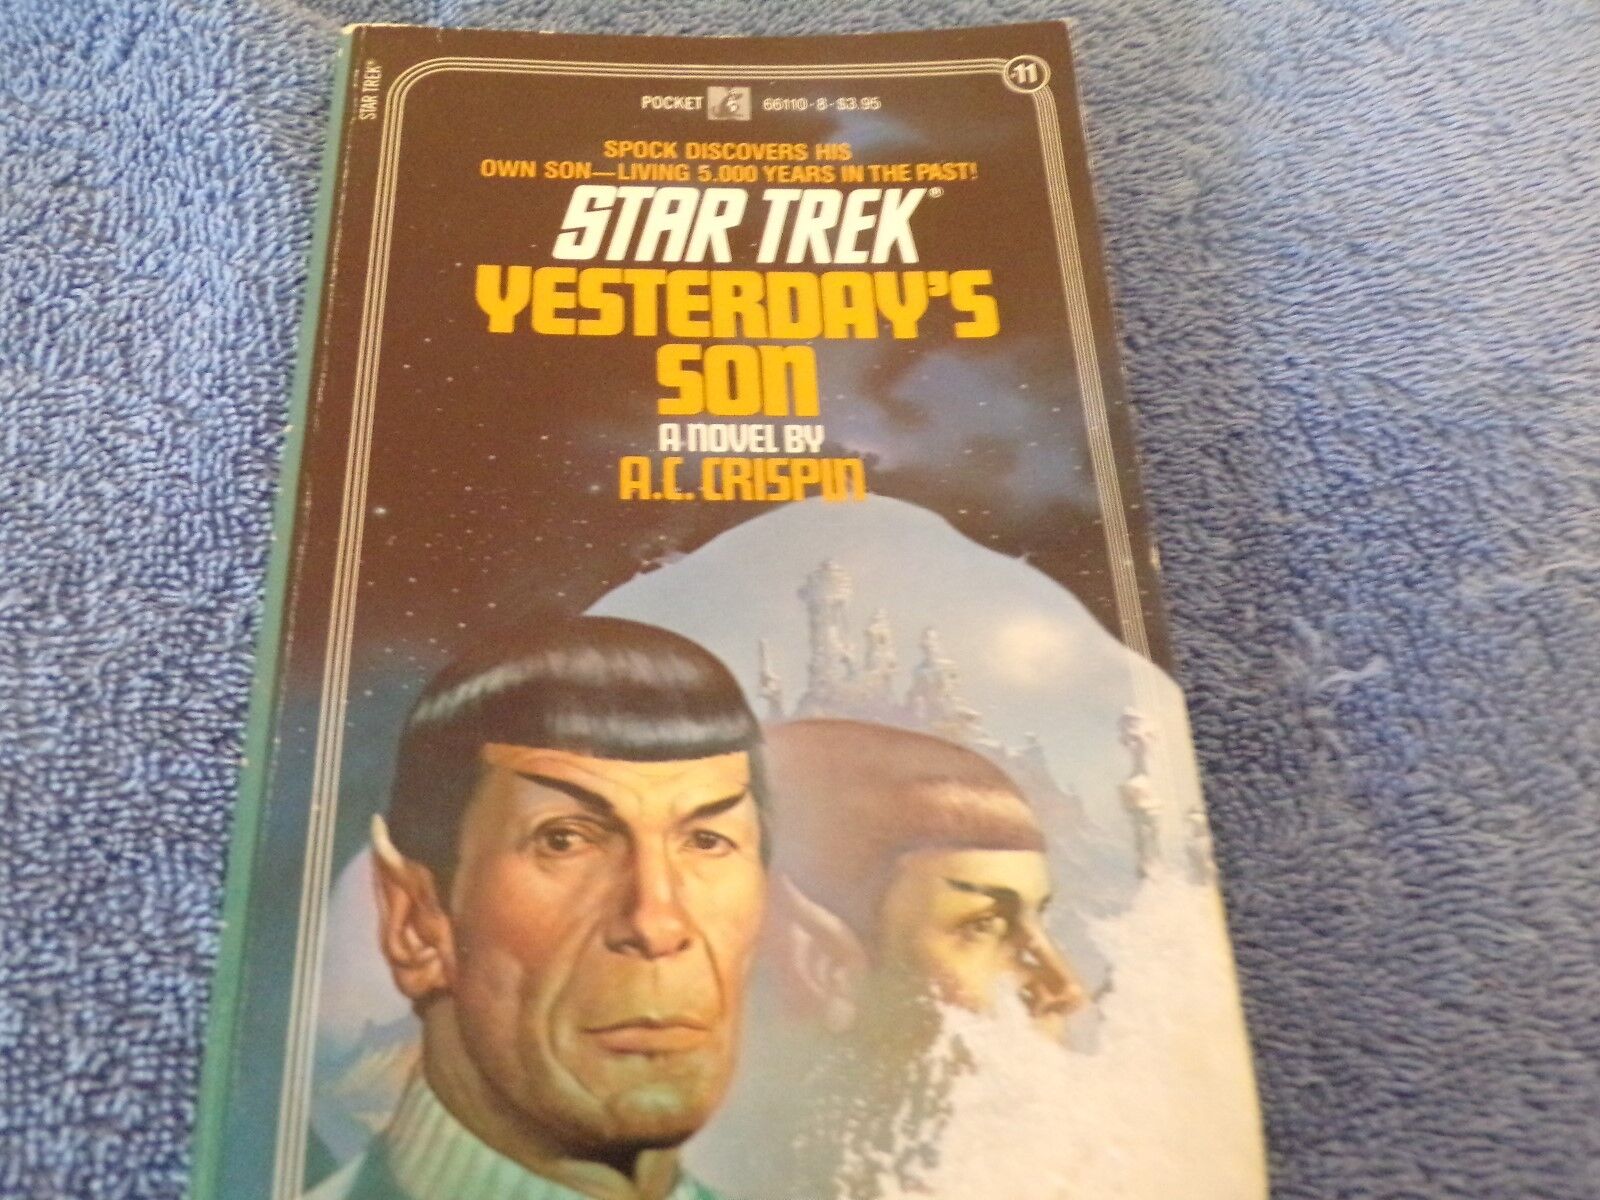 STAR TREK®
11
POCKET 66110-8-$3.95
SPOCK DISCOVERS HIS
OWN SON—LIVING 5,000 YEARS IN THE PAST!
STAR TREK®
YESTERDAY'S
SON
A NOVEL BY
A.C. CRISPIN